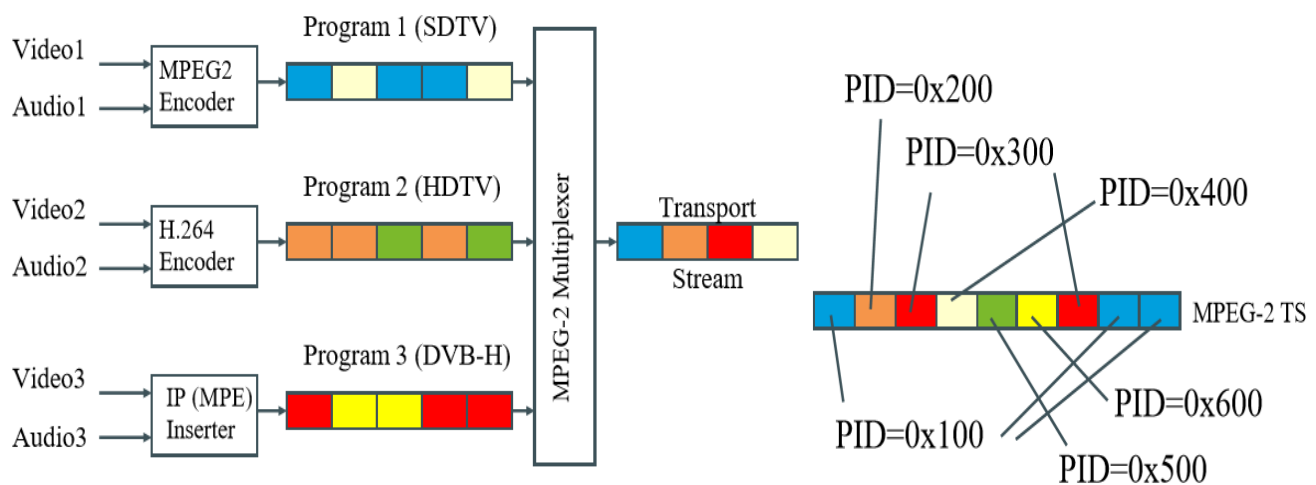 Program 1 (SDTV)
Video1
Audio1
MPEG2
Encoder
Program 2 (HDTV)
Video2
Audio2
H.264
Encoder
Program 3 (DVB-H)
Video3
Audio3
IP (MPE)
Inserter
MPEG-2 Multiplexer
Transport
Stream
PID=0x200
PID=0x300
PID=0x400
MPEG-2 TS
PID=0x600
PID=0x100
PID=0x500